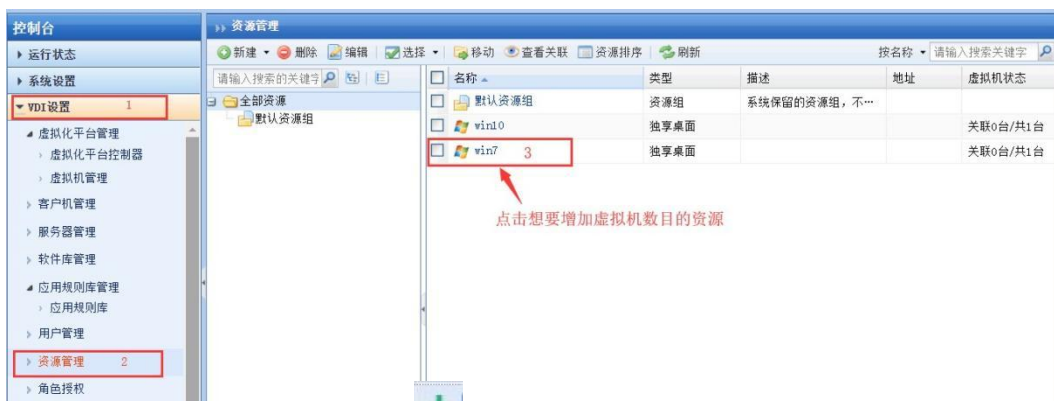 控制台
运行状态
系统设置
VDI设置 1
虚拟化平台管理
虚拟化平台控制器
虚拟机管理
客户机管理
服务器管理
软件库管理
应用规则库管理
应用规则库
用户管理
资源管理 2
角色授权
资源管理
新建 删除 编辑 选择 移动 查看关联 资源排序 刷新 按名称 请输入搜索关键字
请输入搜索的关键字
全部资源
默认资源组
名称 类型 描述 地址 虚拟机状态
默认资源组 资源组 系统保留的资源组，不…
win10 独享桌面 关联0台/共1台
win7 3 独享桌面 关联0台/共1台
点击想要增加虚拟机数目的资源